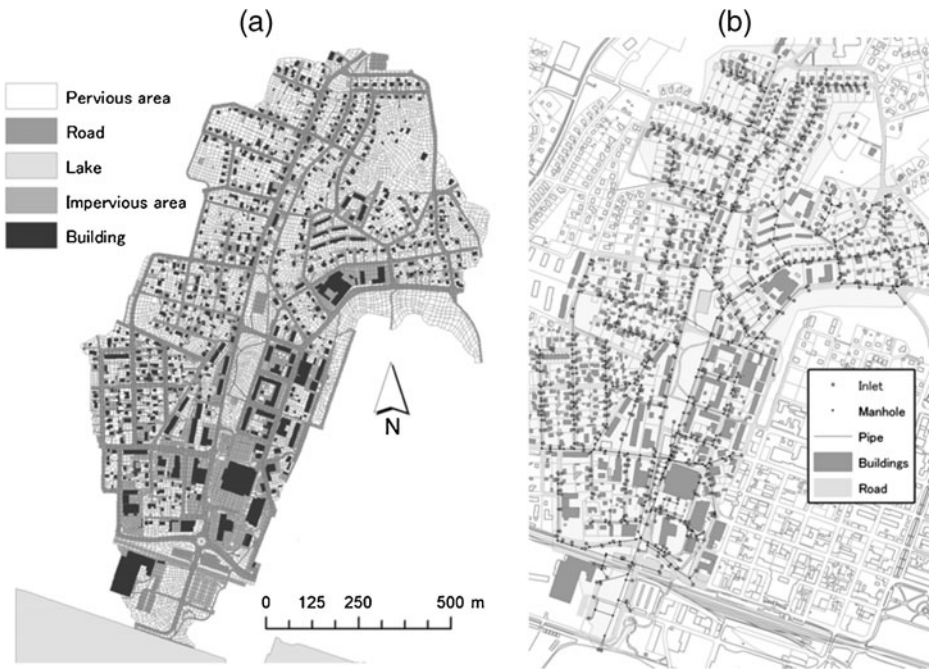 (a)
(b)
Pervious area
Road
Lake
Impervious area
Building
N
0 125 250 500 m
Inlet
Manhole
Pipe
Buildings
Road